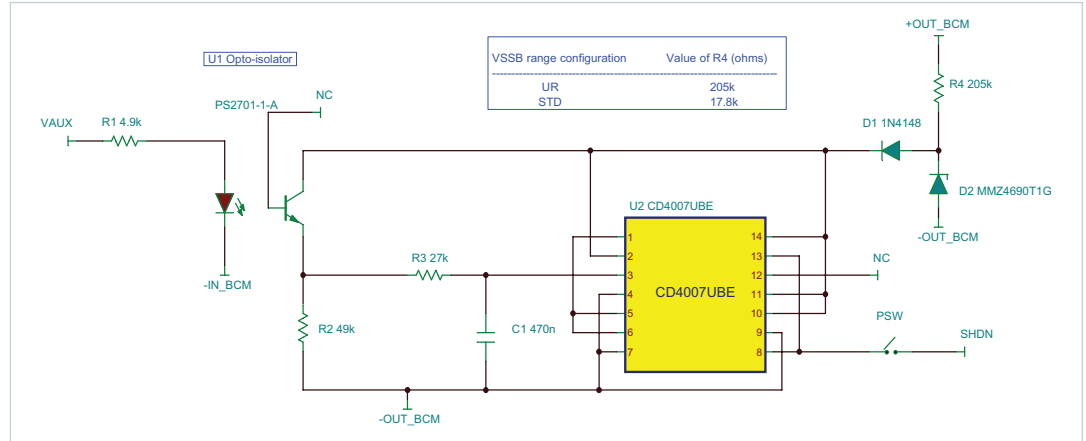 +OUT_BCM
U1 Opto-isolator
VSSB range configuration Value of R4 (ohms)
UR 205k
STD 17.8k
R4 205k
PS2701-1-A
NC
VAUX
R1 4.9k
D1 1N4148
D2 MMZ4690T1G
U2 CD4007UBE
-OUT_BCM
1 14
2 13
R3 27k
3 12
NC
-IN_BCM
4 11
CD4007UBE
5 10
PSW
R2 49k
C1 470n
6 9
SHDN
7 8
-OUT_BCM